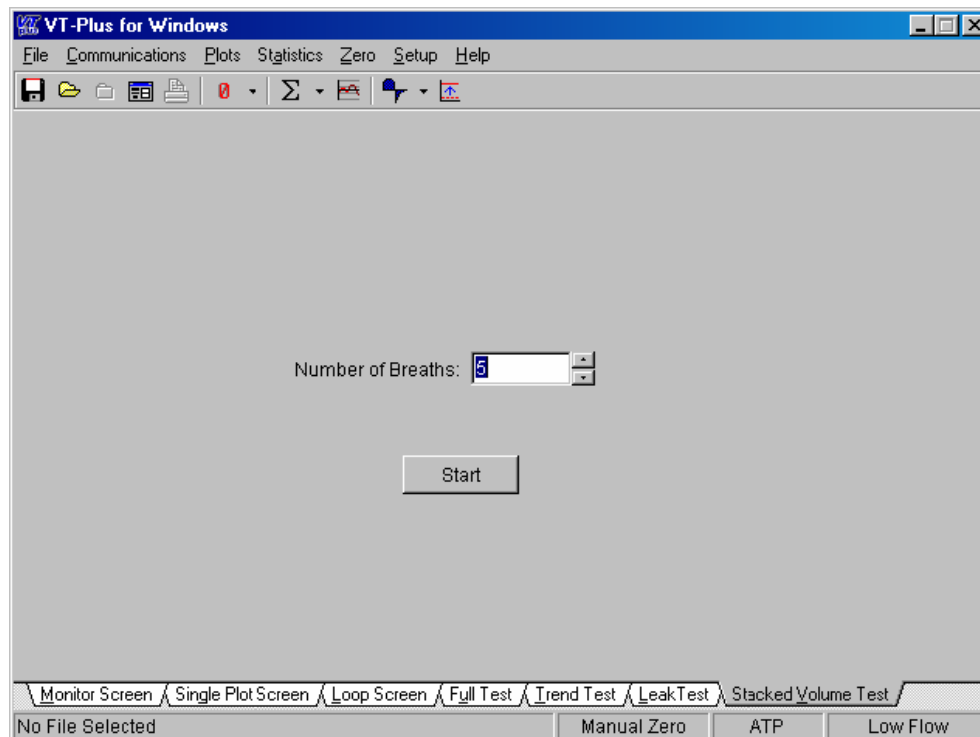 VT-Plus for Windows
File Communications Plots Statistics Zero Setup Help
0 Σ
Number of Breaths: 5
Start
Monitor Screen Single Plot Screen Loop Screen Full Test Trend Test LeakTest Stacked Volume Test
No File Selected Manual Zero ATP Low Flow